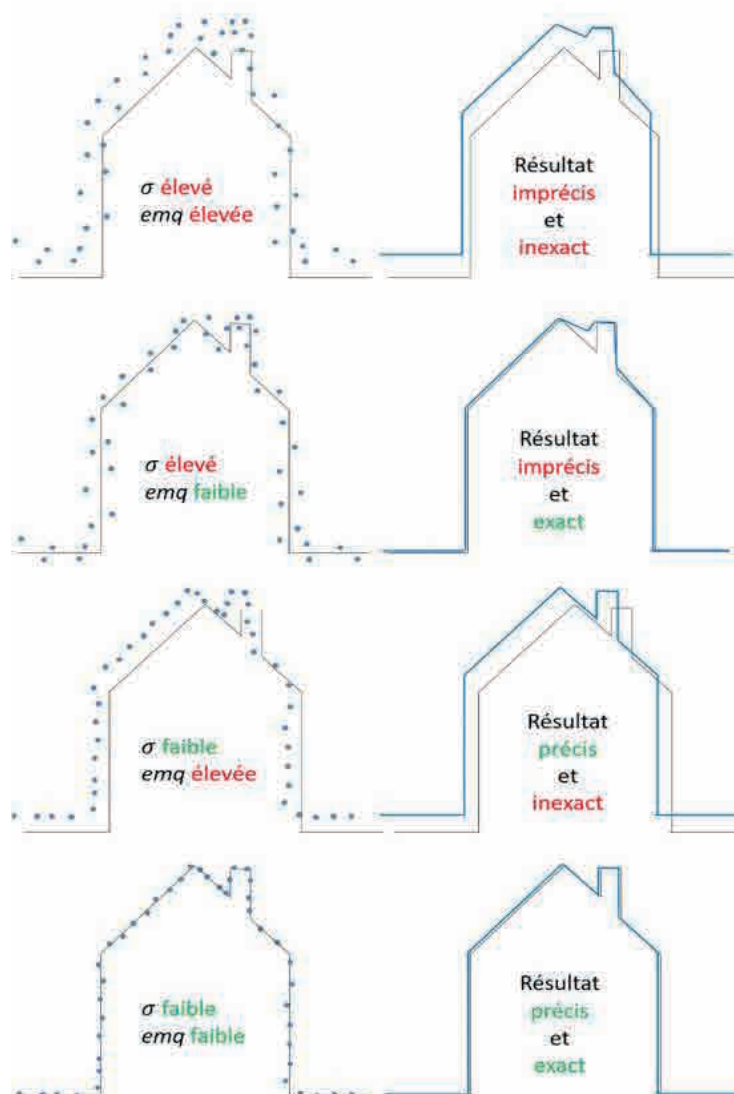 σ élevé
emq élevée
Résultat
imprécis
et
inexact
σ élevé
emq faible
Résultat
imprécis
et
exact
σ faible
emq élevée
Résultat
précis
et
inexact
σ faible
emq faible
Résultat
précis
et
exact